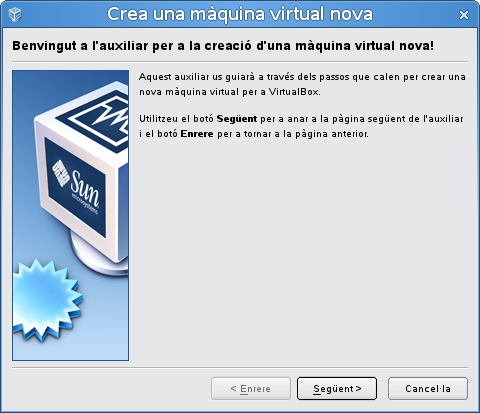 Crea una màquina virtual nova
Benvingut a l'auxiliar per a la creació d'una màquina virtual nova!
Aquest auxiliar us guiarà a través dels passos que calen per crear una
nova màquina virtual per a VirtualBox.
Utilitzeu el botó Següent per a anar a la pàgina següent de l'auxiliar
i el botó Enrere per a tornar a la pàgina anterior.
Sun
microsystems
< Enrere
Següent >
Cancel·la